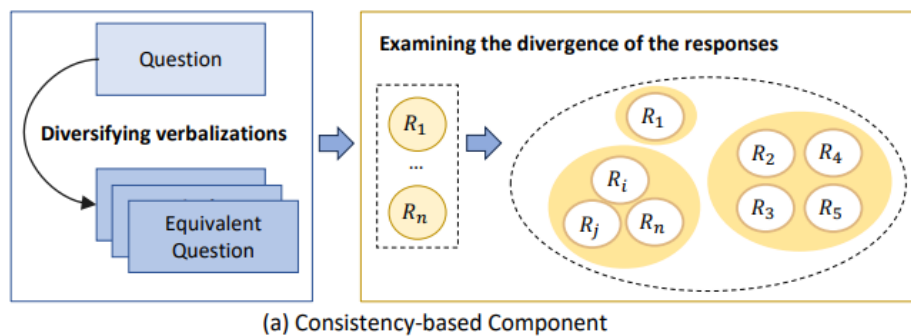 Question
Diversifying verbalizations
Equivalent
Question
Examining the divergence of the responses
R₁
...
Rₙ
R₁
Rᵢ
Rⱼ Rₙ
R₂ R₄
R₃ R₅
(a) Consistency-based Component